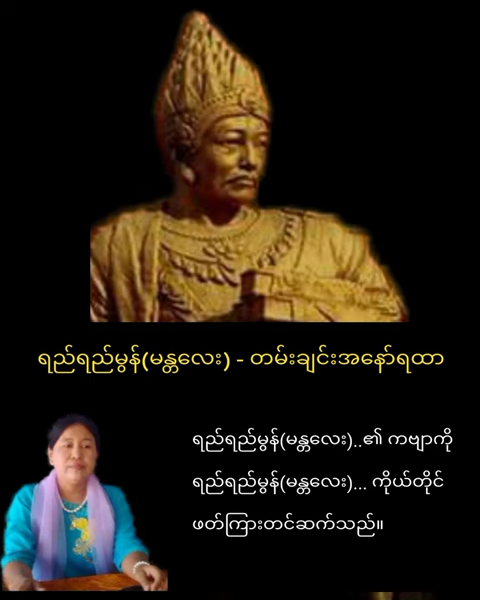 ရည်ရည်မွန်(မန္တလေး) - တမ်းချင်းအနော်ရထာ
ရည်ရည်မွန်(မန္တလေး)..၏ ကဗျာကို
ရည်ရည်မွန်(မန္တလေး)... ကိုယ်တိုင်
ဖတ်ကြားတင်ဆက်သည်။